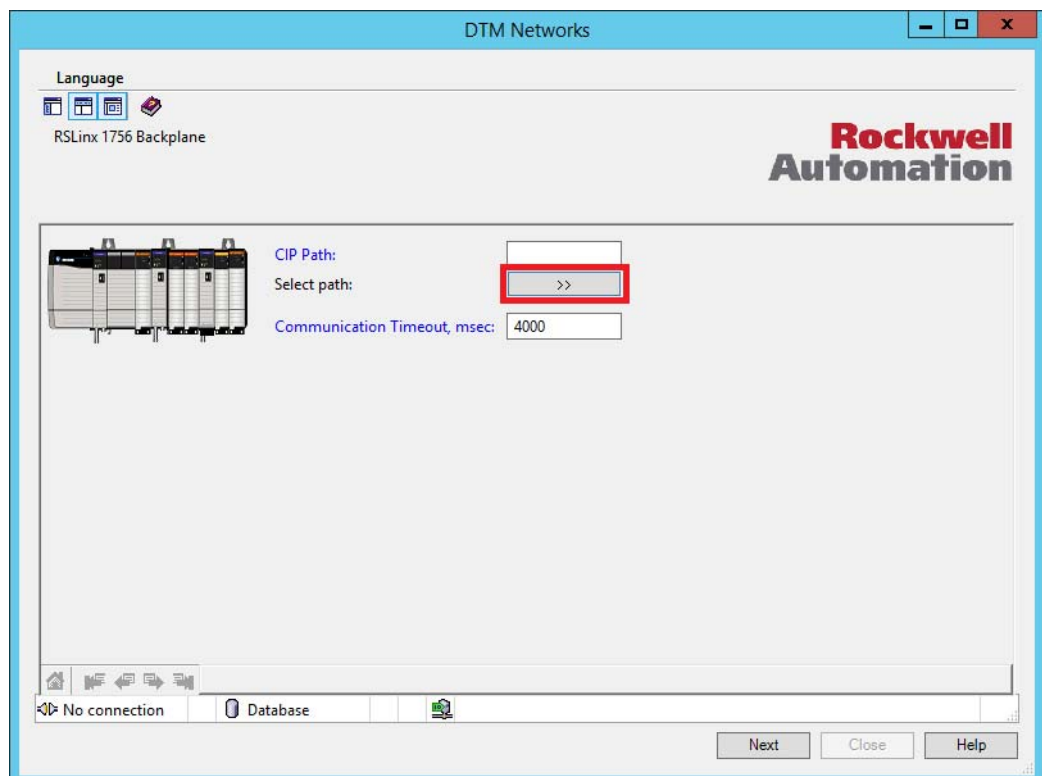 DTM Networks
Language
RSLinx 1756 Backplane
Rockwell
Automation
CIP Path:
Select path: >>
Communication Timeout, msec: 4000
No connection Database
Next Close Help